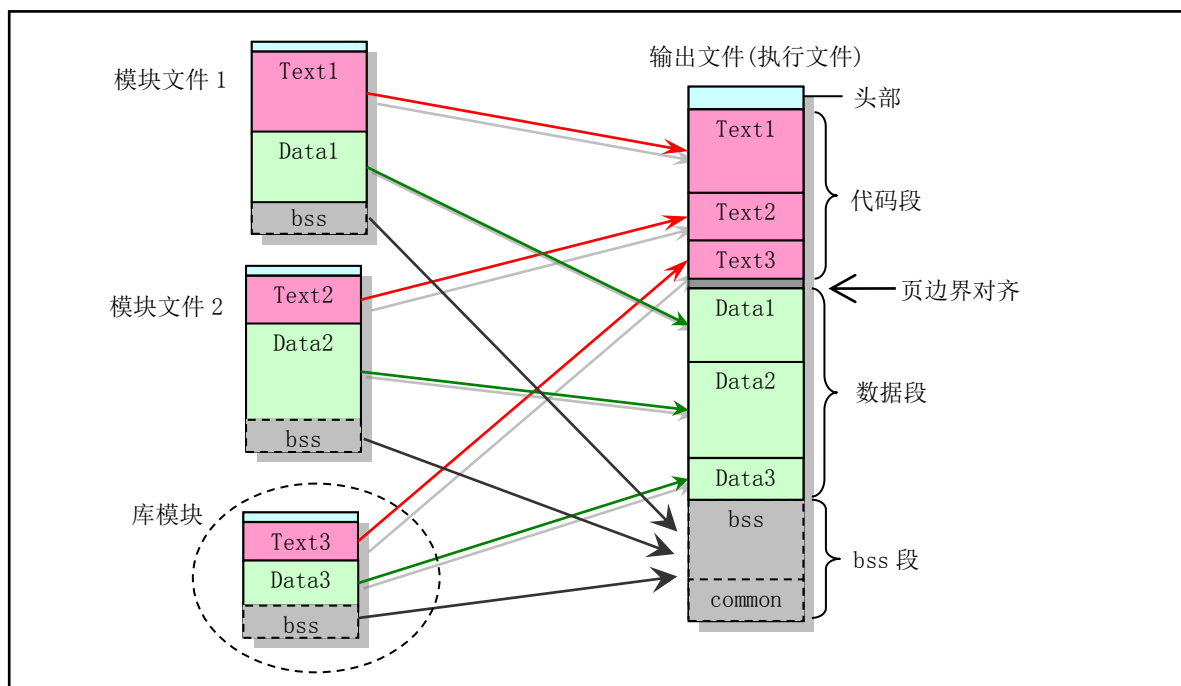 模块文件 1
Text1
Data1
bss
模块文件 2
Text2
Data2
bss
库模块
Text3
Data3
bss
输出文件(执行文件)
头部
Text1
Text2
Text3
代码段
页边界对齐
Data1
Data2
Data3
数据段
bss
common
bss 段